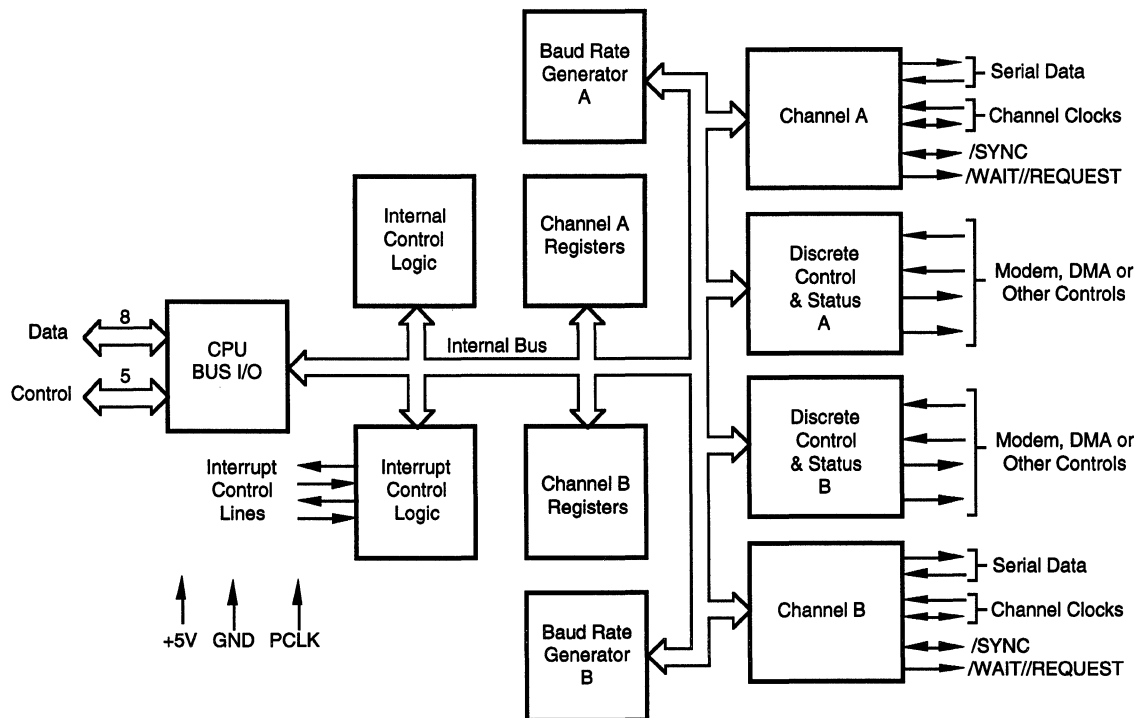 Baud Rate
Generator
A
Channel A
Serial Data
Channel Clocks
/SYNC
/WAIT//REQUEST
Internal
Control
Logic
Channel A
Registers
Discrete
Control
& Status
A
Modem, DMA or
Other Controls
Data
8
Control
5
CPU
BUS I/O
Internal Bus
Interrupt
Control
Lines
Interrupt
Control
Logic
Channel B
Registers
Discrete
Control
& Status
B
Modem, DMA or
Other Controls
+5V
GND
PCLK
Baud Rate
Generator
B
Channel B
Serial Data
Channel Clocks
/SYNC
/WAIT//REQUEST